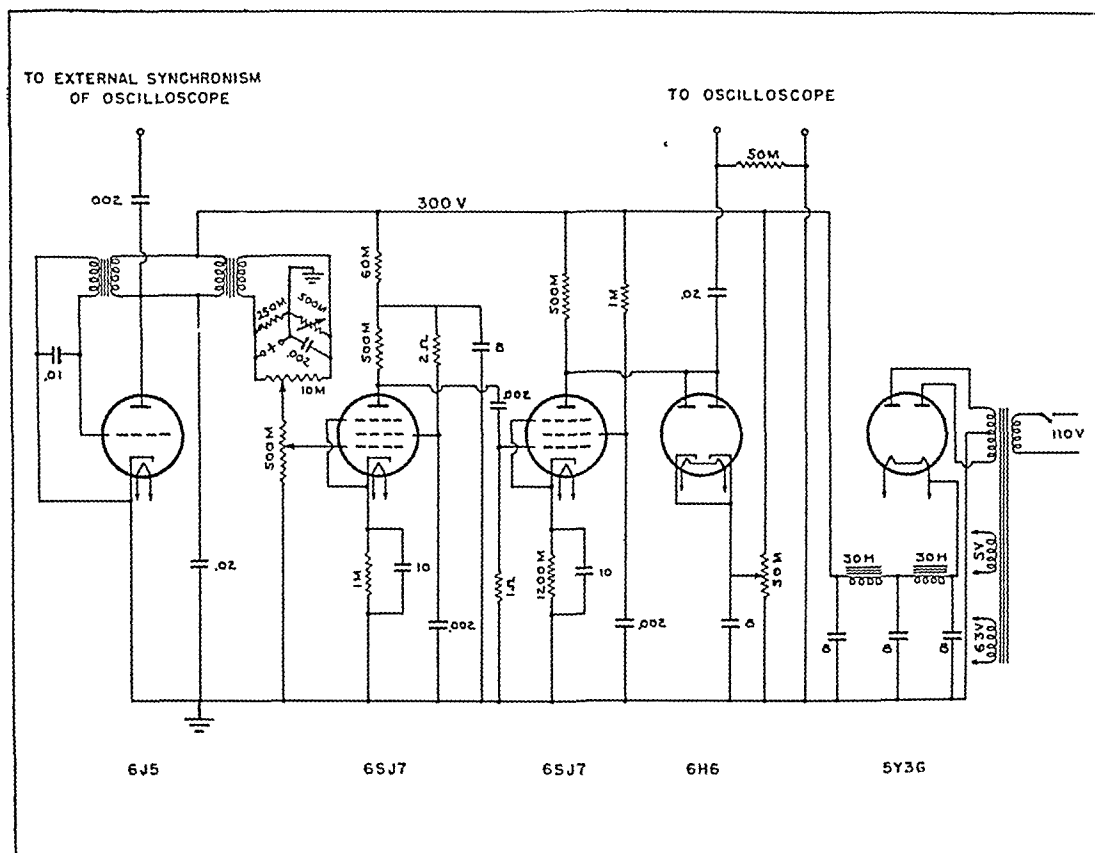 TO EXTERNAL SYNCHRONISM
OF OSCILLOSCOPE
TO OSCILLOSCOPE
50M
.002
300 V
60M
500M
1M
.02
250M
500M
.002
10M
.01
500M
2Ω
8
.002
500M
110V
30M
30H
30H
5V
6.3V
.02
1M
10
1Ω
1200M
10
.002
.002
8
8
8
8
6J5
6SJ7
6SJ7
6H6
5Y3G